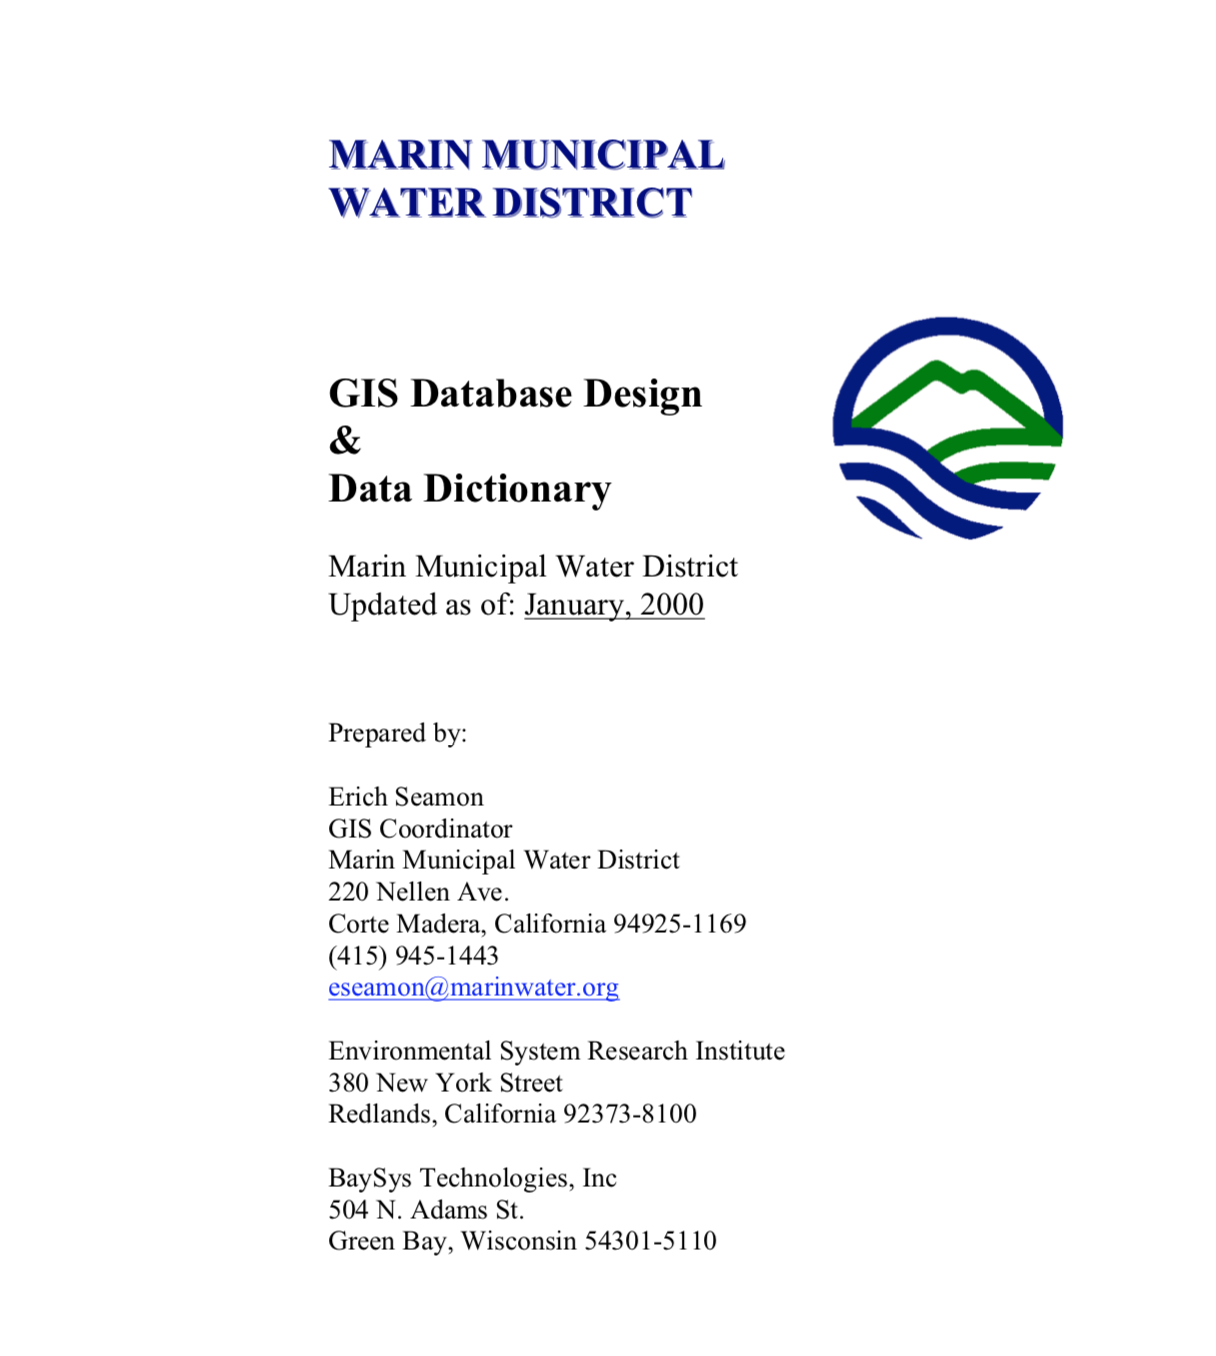 MARIN MUNICIPAL
WATER DISTRICT
GIS Database Design
&
Data Dictionary
Marin Municipal Water District
Updated as of: January, 2000
Prepared by:
Erich Seamon
GIS Coordinator
Marin Municipal Water District
220 Nellen Ave.
Corte Madera, California 94925-1169
(415) 945-1443
eseamon@marinwater.org
Environmental System Research Institute
380 New York Street
Redlands, California 92373-8100
BaySys Technologies, Inc
504 N. Adams St.
Green Bay, Wisconsin 54301-5110